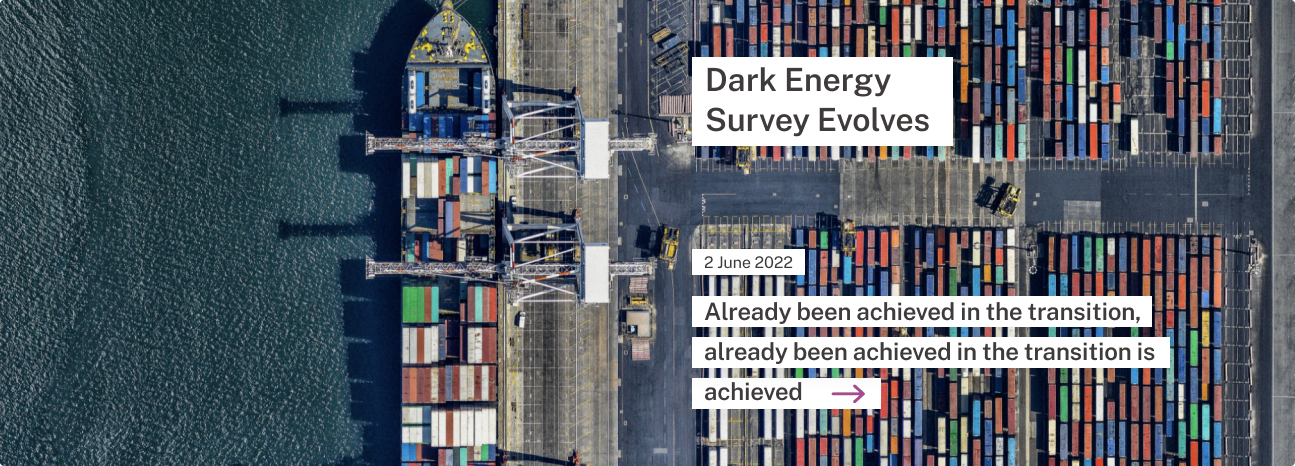 Dark Energy
Survey Evolves
2 June 2022
Already been achieved in the transition,
already been achieved in the transition is
achieved